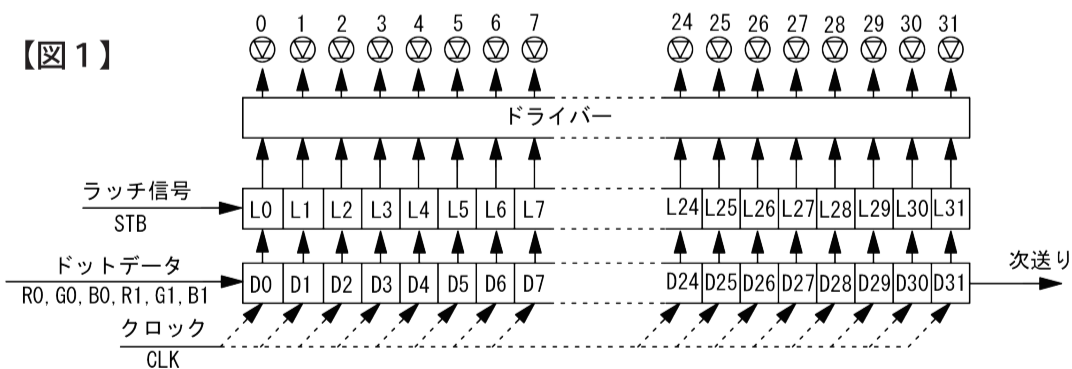 【図1】
0 1 2 3 4 5 6 7 24 25 26 27 28 29 30 31
ドライバー
ラッチ信号
STB
L0 L1 L2 L3 L4 L5 L6 L7 L24 L25 L26 L27 L28 L29 L30 L31
ドットデータ
R0, G0, B0, R1, G1, B1
D0 D1 D2 D3 D4 D5 D6 D7 D24 D25 D26 D27 D28 D29 D30 D31
次送り
クロック
CLK